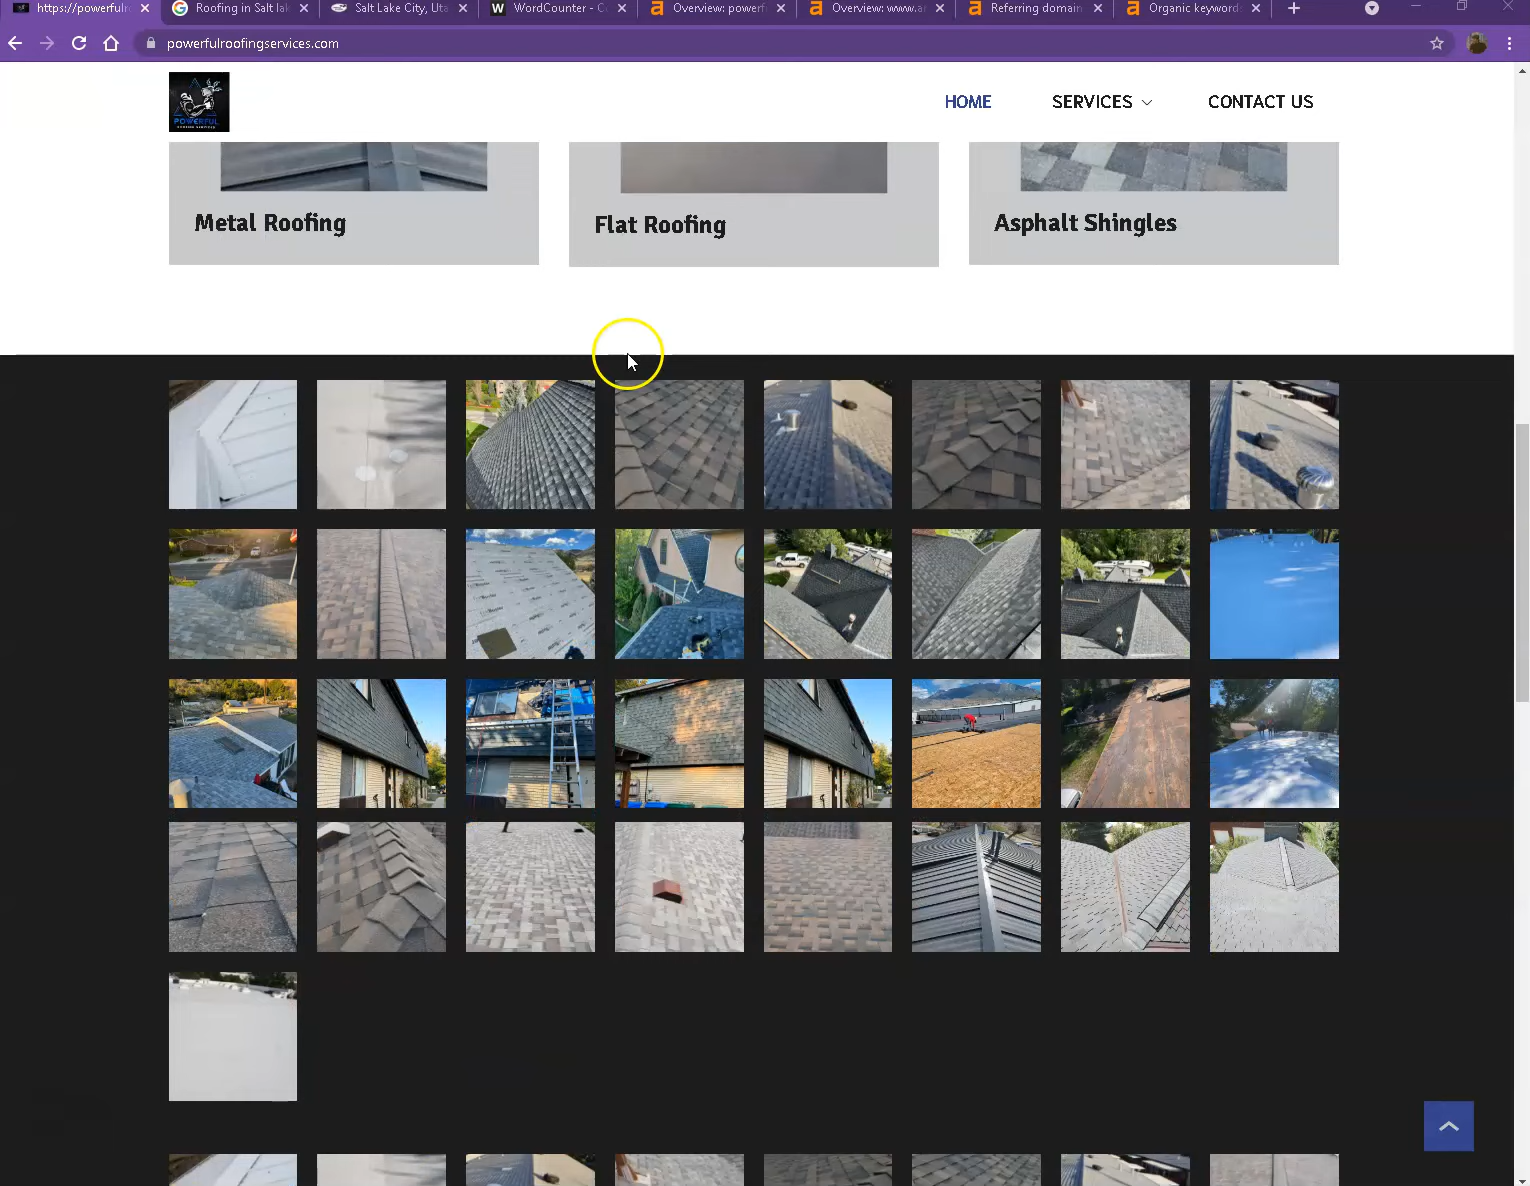 https://powerfulr
Roofing in Salt lak
Salt Lake City, Uta
WordCounter - C
Overview: powerf
Overview: www.a
Referring domain
Organic keyword
powerfulroofingservices.com
POWERFUL
HOME
SERVICES
CONTACT US
Metal Roofing
Flat Roofing
Asphalt Shingles